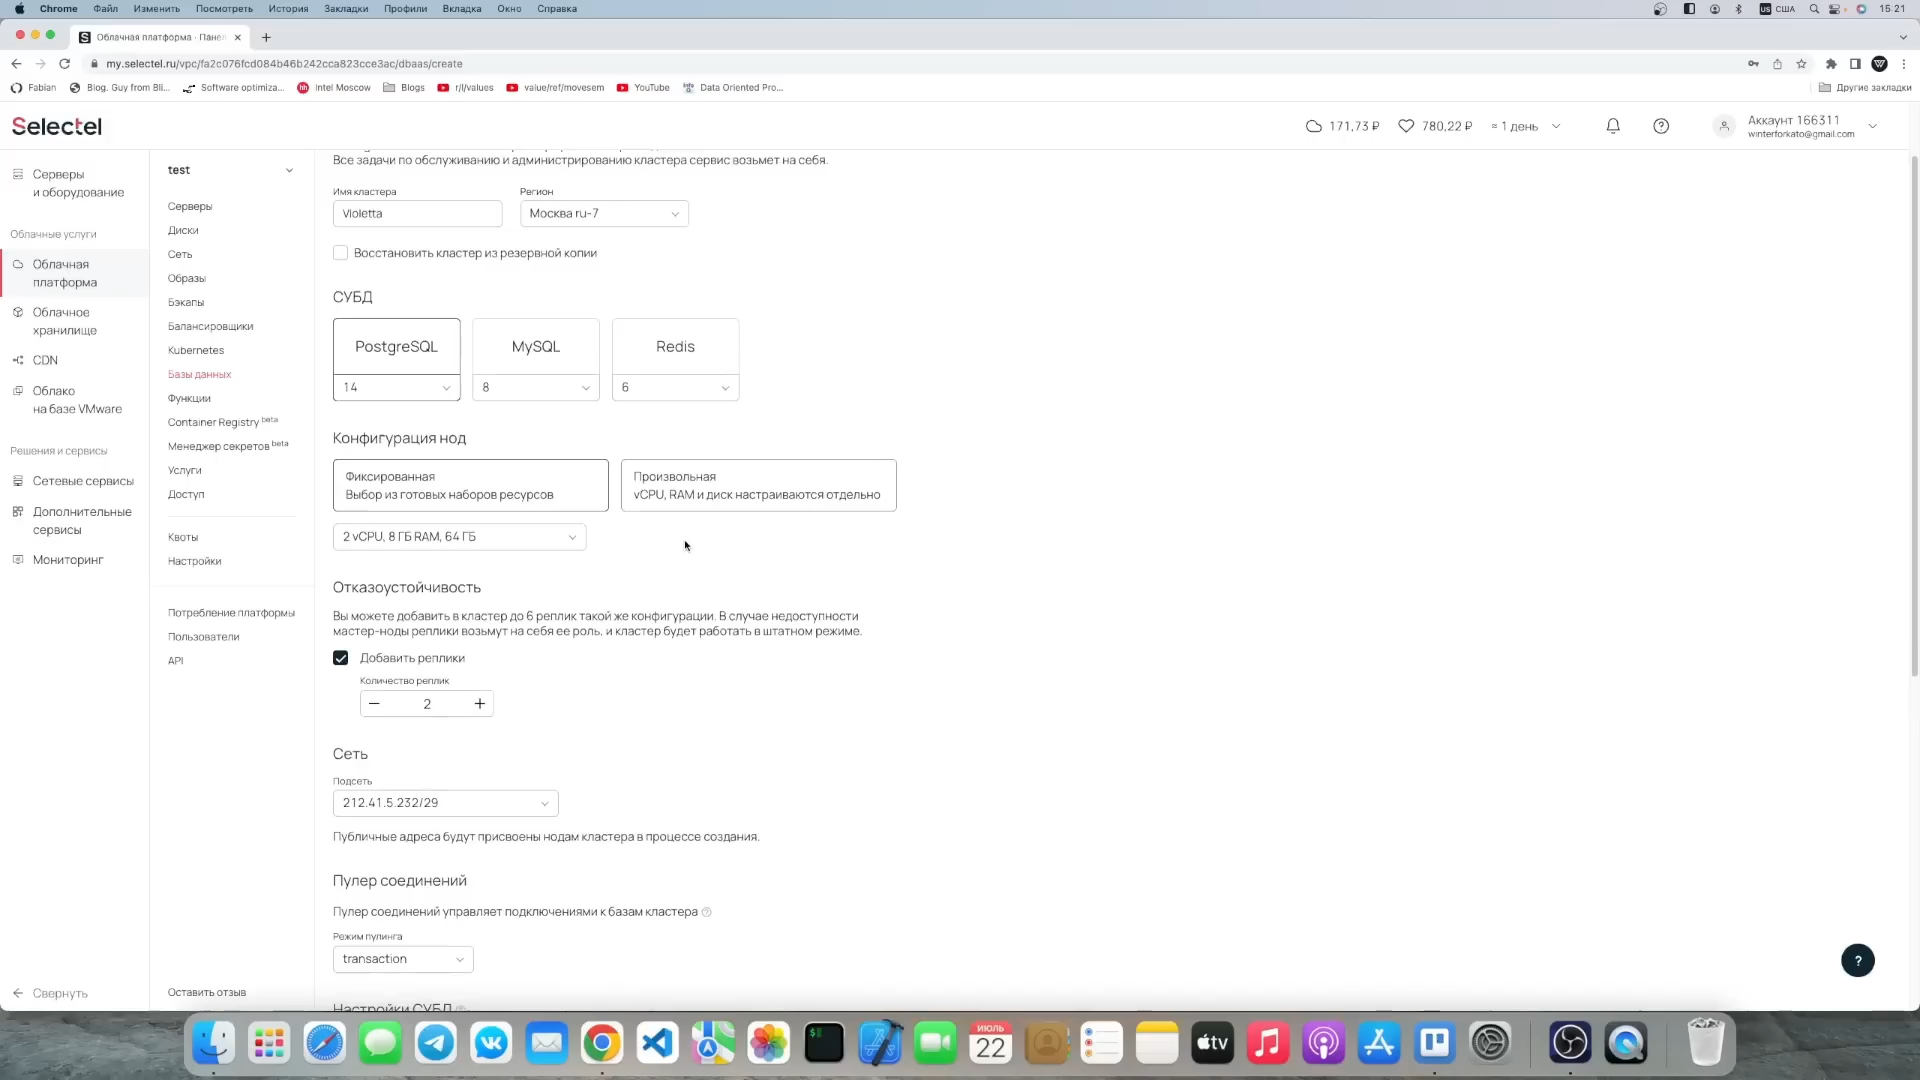 Chrome Файл Изменить Посмотреть История Закладки Профили Вкладка Окно Справка
US США 15:21
S Облачная платформа - Панел
my.selectel.ru/vpc/fa2c076fcd084b46b242cca823cce3ac/dbaas/create
Fabian Blog. Guy from Bli... Software optimiza... hh Intel Moscow Blogs r/l/values value/ref/movesem YouTube Data Oriented Pro... Другие закладки
Selectel 171,73 ₽ 780,22 ₽ ≈ 1 день Аккаунт 166311
winterforkato@gmail.com
Серверы
и оборудование
Облачные услуги
Облачная
платформа
Облачное
хранилище
CDN
Облако
на базе VMware
Решения и сервисы
Сетевые сервисы
Дополнительные
сервисы
Мониторинг
Свернуть
test
Серверы
Диски
Сеть
Образы
Бэкапы
Балансировщики
Kubernetes
Базы данных
Функции
Container Registry beta
Менеджер секретов beta
Услуги
Доступ
Квоты
Настройки
Потребление платформы
Пользователи
API
Оставить отзыв
Все задачи по обслуживанию и администрированию кластера сервис возьмет на себя.
Имя кластера Регион
Violetta Москва ru-7
Восстановить кластер из резервной копии
СУБД
PostgreSQL MySQL Redis
14 8 6
Конфигурация нод
Фиксированная
Выбор из готовых наборов ресурсов
Произвольная
vCPU, RAM и диск настраиваются отдельно
2 vCPU, 8 ГБ RAM, 64 ГБ
Отказоустойчивость
Вы можете добавить в кластер до 6 реплик такой же конфигурации. В случае недоступности
мастер-ноды реплики возьмут на себя ее роль, и кластер будет работать в штатном режиме.
Добавить реплики
Количество реплик
— 2 +
Сеть
Подсеть
212.41.5.232/29
Публичные адреса будут присвоены нодам кластера в процессе создания.
Пулер соединений
Пулер соединений управляет подключениями к базам кластера ?
Режим пулинга
transaction
Настройки СУБД
?
ИЮЛЬ
22
tv